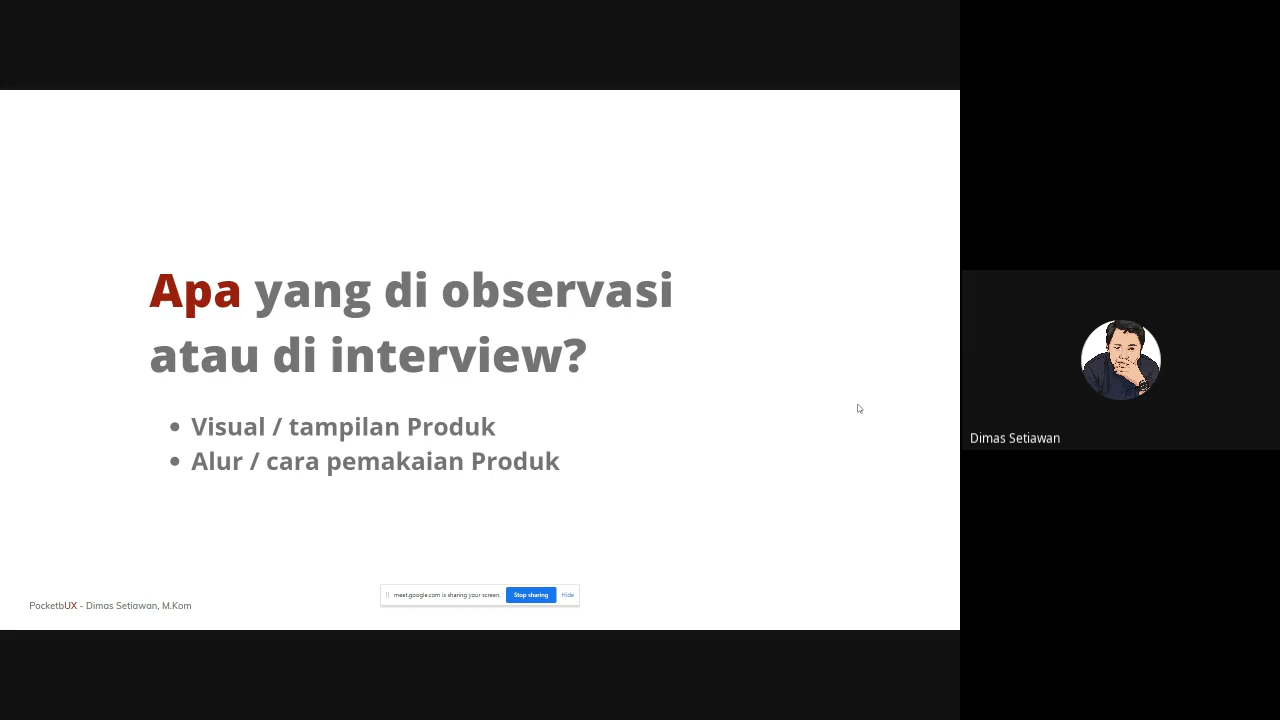 Apa yang di observasi
atau di interview?
• Visual / tampilan Produk
• Alur / cara pemakaian Produk
meet.google.com is sharing your screen. Stop sharing Hide
PocketbUX - Dimas Setiawan, M.Kom
Dimas Setiawan